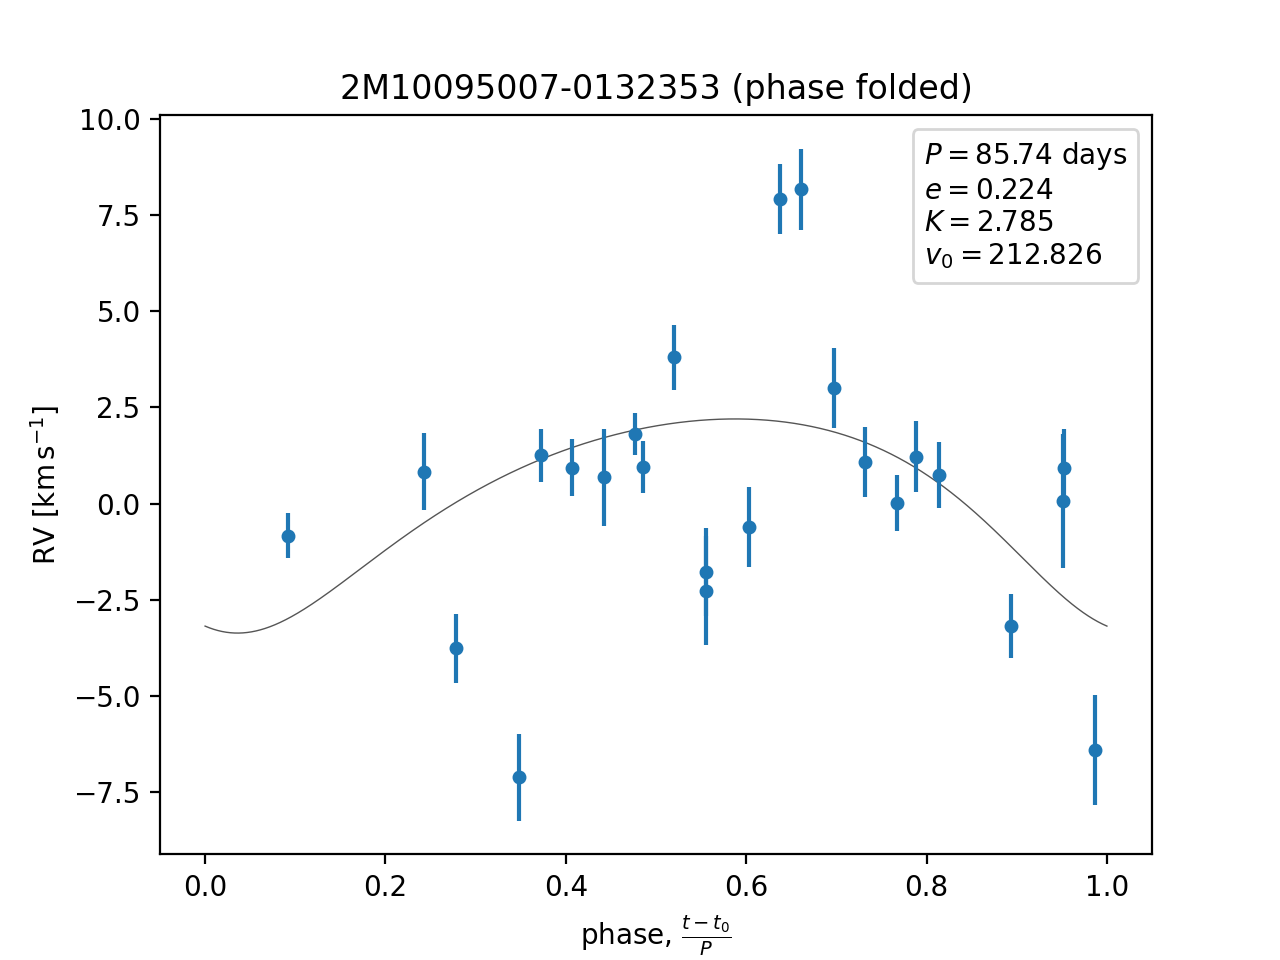 2M10095007-0132353 (phase folded)
P = 85.74 days
e = 0.224
K = 2.785
v₀ = 212.826
10.0
7.5
5.0
2.5
0.0
−2.5
−5.0
−7.5
RV [km s⁻¹]
0.0 0.2 0.4 0.6 0.8 1.0
phase, (t − t₀)/P